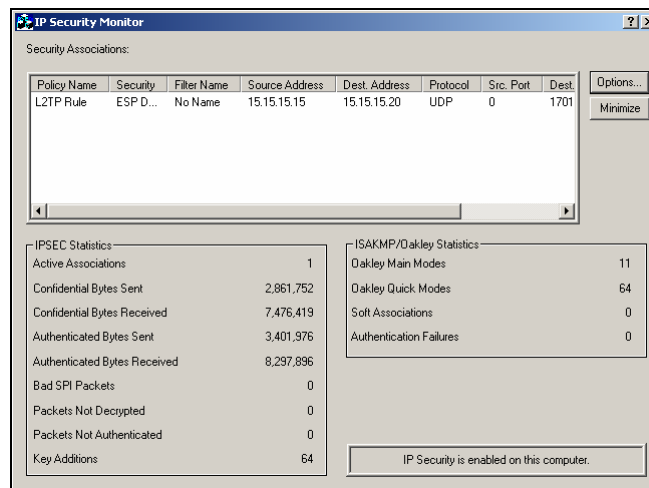 IP Security Monitor
Security Associations:
Policy Name Security Filter Name Source Address Dest. Address Protocol Src. Port Dest.
L2TP Rule ESP D... No Name 15.15.15.15 15.15.15.20 UDP 0 1701
Options...
Minimize
IPSEC Statistics
Active Associations 1
Confidential Bytes Sent 2,861,752
Confidential Bytes Received 7,476,419
Authenticated Bytes Sent 3,401,976
Authenticated Bytes Received 8,297,896
Bad SPI Packets 0
Packets Not Decrypted 0
Packets Not Authenticated 0
Key Additions 64
ISAKMP/Oakley Statistics
Oakley Main Modes 11
Oakley Quick Modes 64
Soft Associations 0
Authentication Failures 0
IP Security is enabled on this computer.